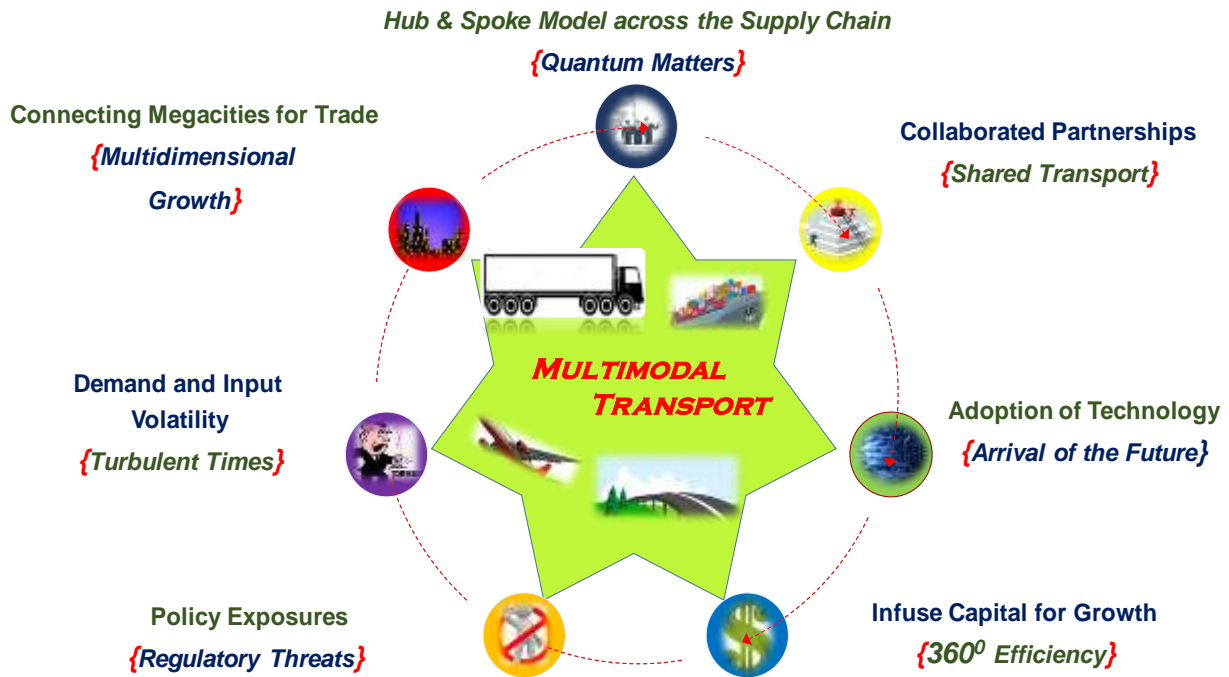 Hub & Spoke Model across the Supply Chain
{Quantum Matters}
Connecting Megacities for Trade
{Multidimensional
Growth}
Collaborated Partnerships
{Shared Transport}
MULTIMODAL
TRANSPORT
Demand and Input
Volatility
{Turbulent Times}
Adoption of Technology
{Arrival of the Future}
Policy Exposures
{Regulatory Threats}
Infuse Capital for Growth
{360⁰ Efficiency}